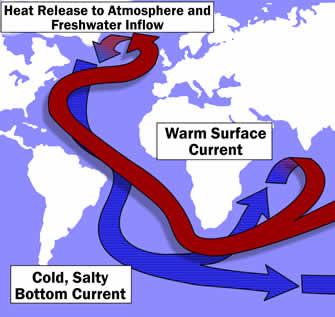 Heat Release to Atmosphere and
Freshwater Inflow
Warm Surface
Current
Cold, Salty
Bottom Current